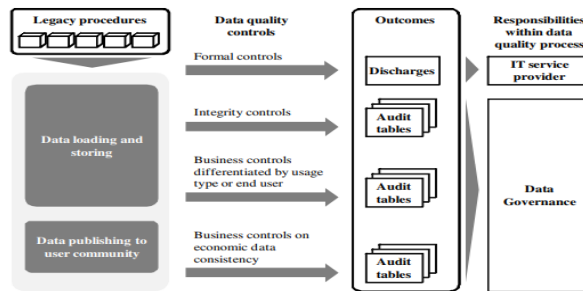 Legacy procedures
Data quality
controls
Outcomes
Responsibilities
within data
quality process
Formal controls
Discharges
IT service
provider
Data loading and
storing
Integrity controls
Audit
tables
Business controls
differentiated by usage
type or end user
Audit
tables
Data
Governance
Data publishing to
user community
Business controls on
economic data
consistency
Audit
tables